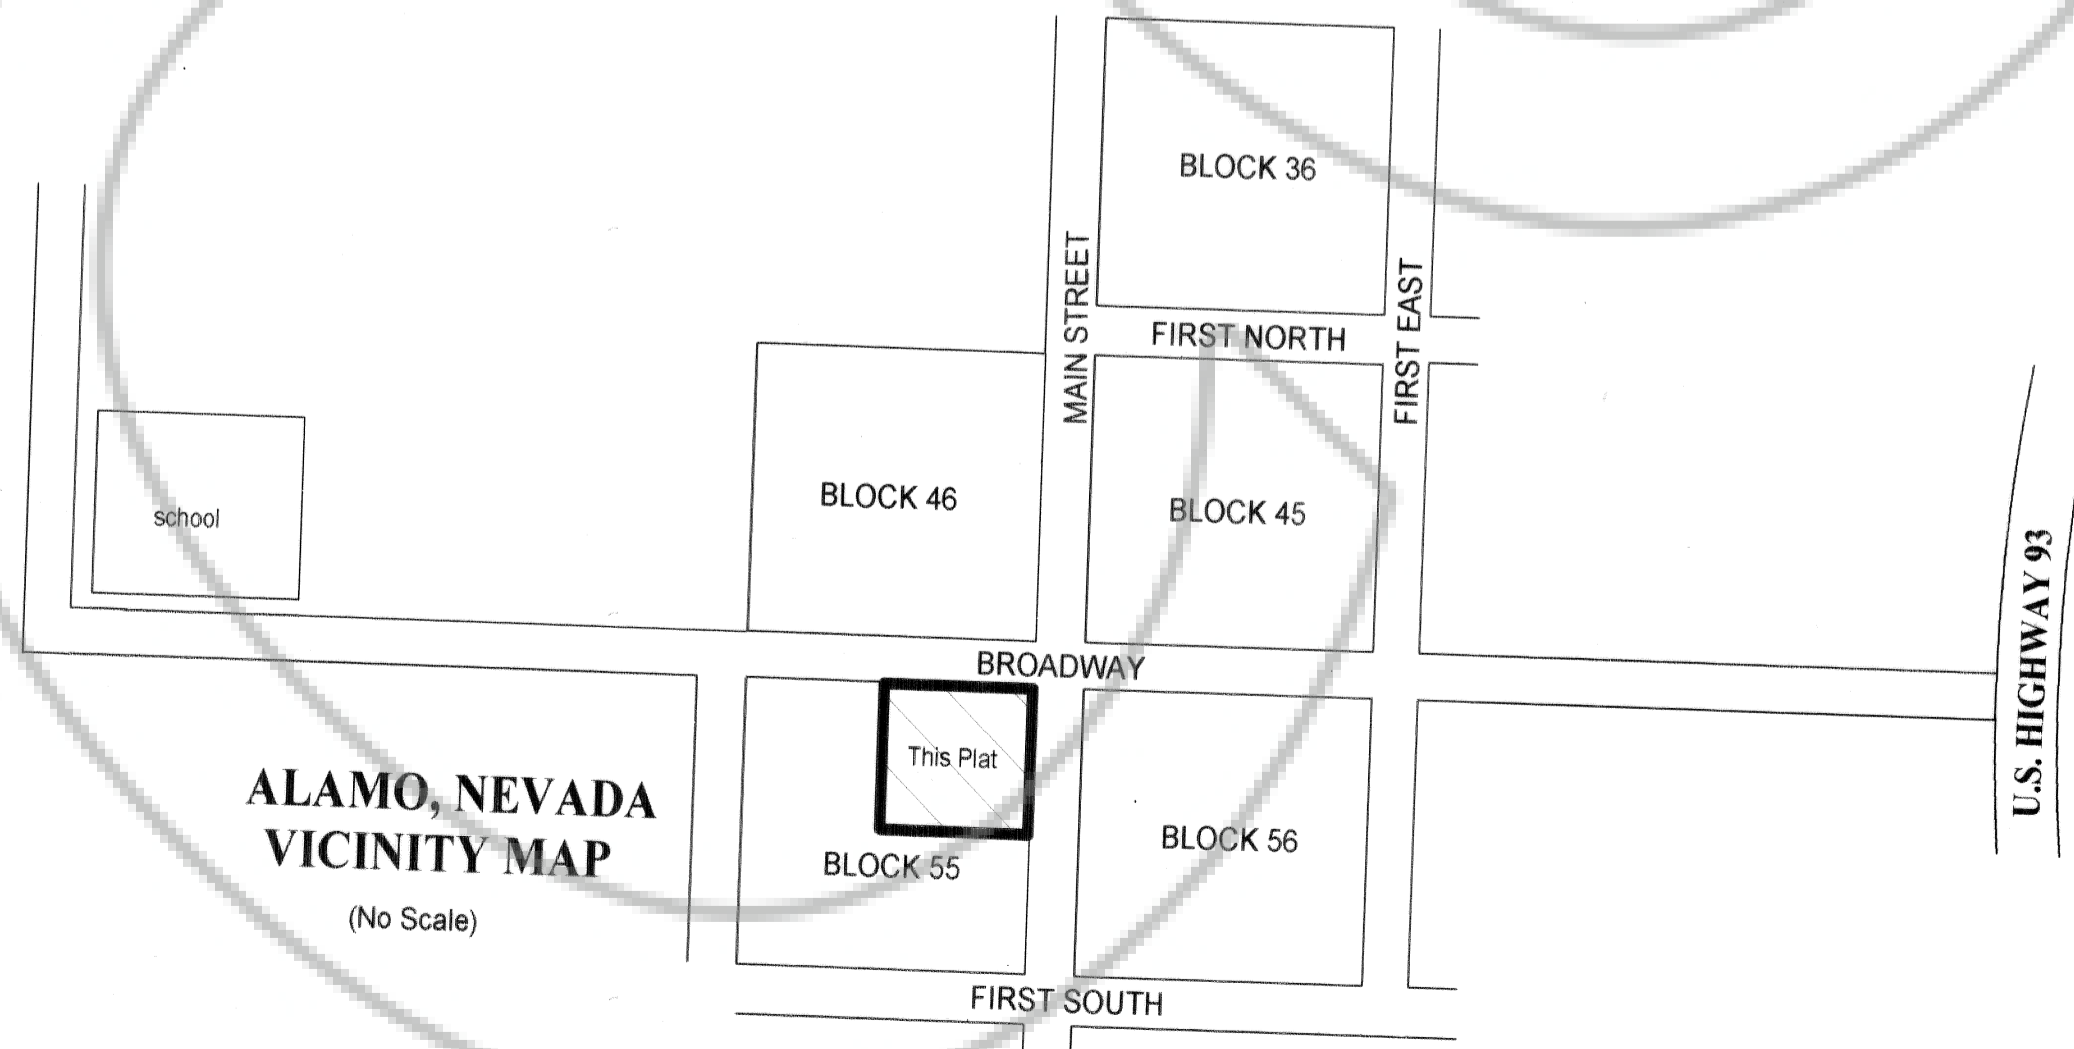 BLOCK 36
MAIN STREET
FIRST EAST
FIRST NORTH
BLOCK 46
BLOCK 45
school
U.S. HIGHWAY 93
BROADWAY
This Plat
ALAMO, NEVADA
VICINITY MAP
(No Scale)
BLOCK 55
BLOCK 56
FIRST SOUTH